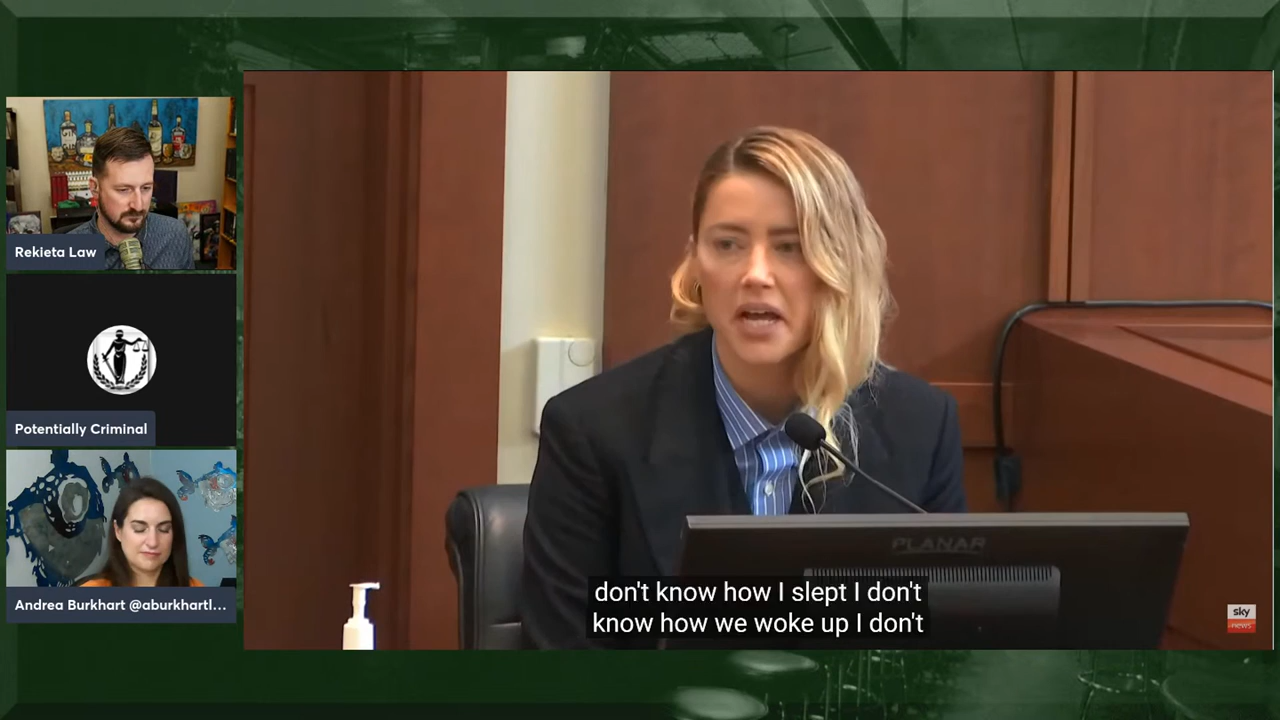 Rekieta Law
Potentially Criminal
Andrea Burkhart @aburkhartl...
PLANAR
don't know how I slept I don't
know how we woke up I don't
sky
news